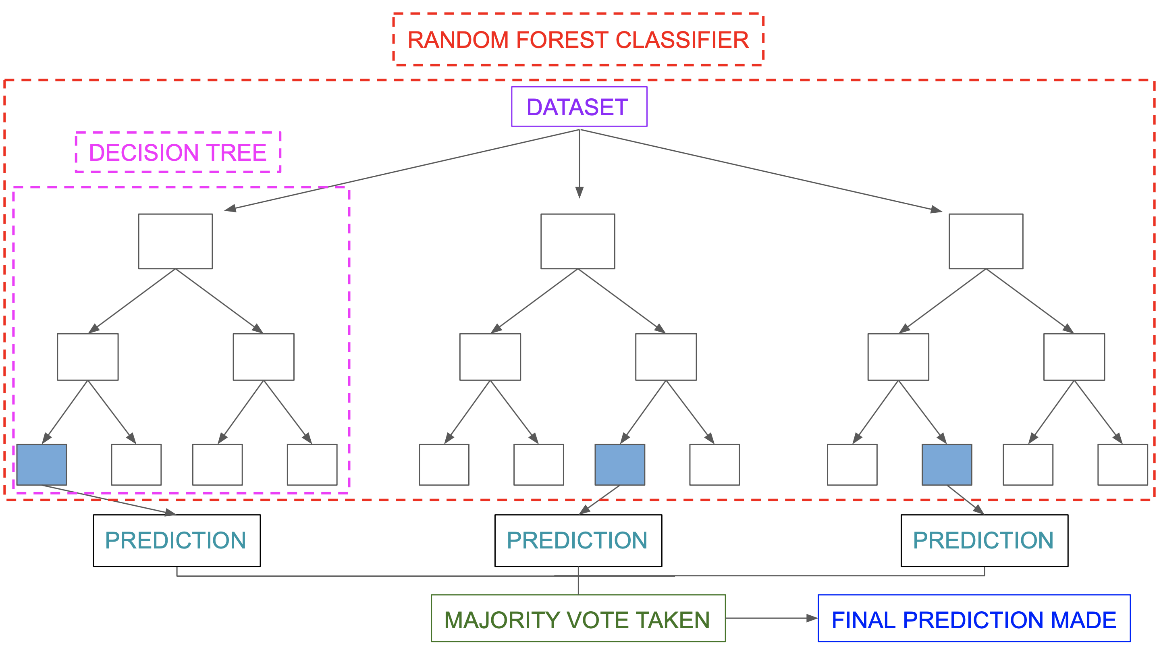 RANDOM FOREST CLASSIFIER
DATASET
DECISION TREE
PREDICTION
PREDICTION
PREDICTION
MAJORITY VOTE TAKEN
FINAL PREDICTION MADE